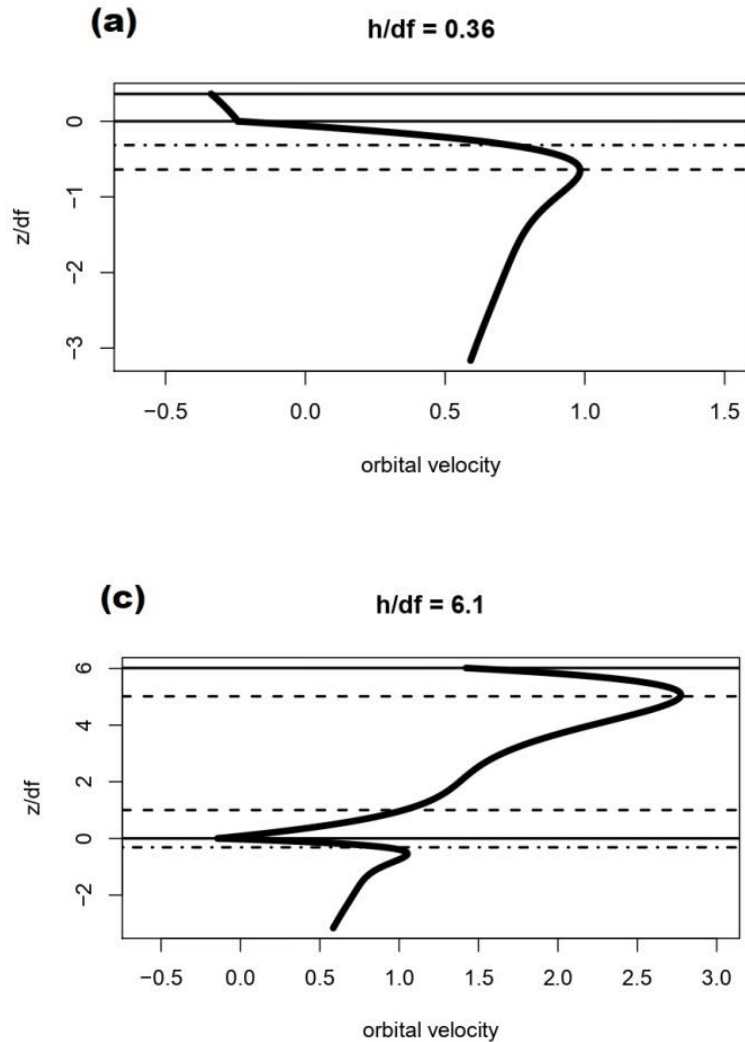 (a)
h/df = 0.36
z/df
0
−1
−2
−3
−0.5 0.0 0.5 1.0 1.5
orbital velocity
(c)
h/df = 6.1
z/df
6
4
2
0
−2
−0.5 0.0 0.5 1.0 1.5 2.0 2.5 3.0
orbital velocity